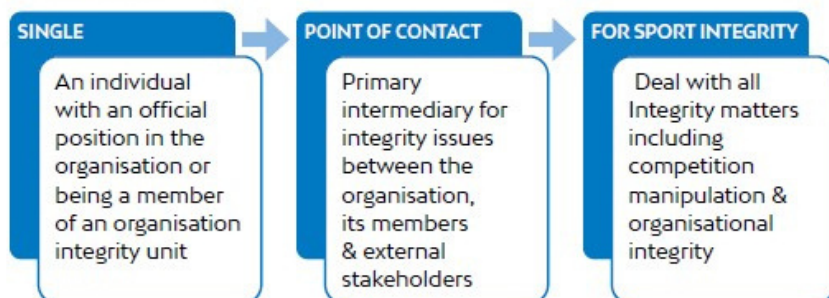 SINGLE
An individual
with an official
position in the
organisation or
being a member
of an organisation
integrity unit
POINT OF CONTACT
Primary
intermediary for
integrity issues
between the
organisation,
its members
& external
stakeholders
FOR SPORT INTEGRITY
Deal with all
Integrity matters
including
competition
manipulation &
organisational
integrity